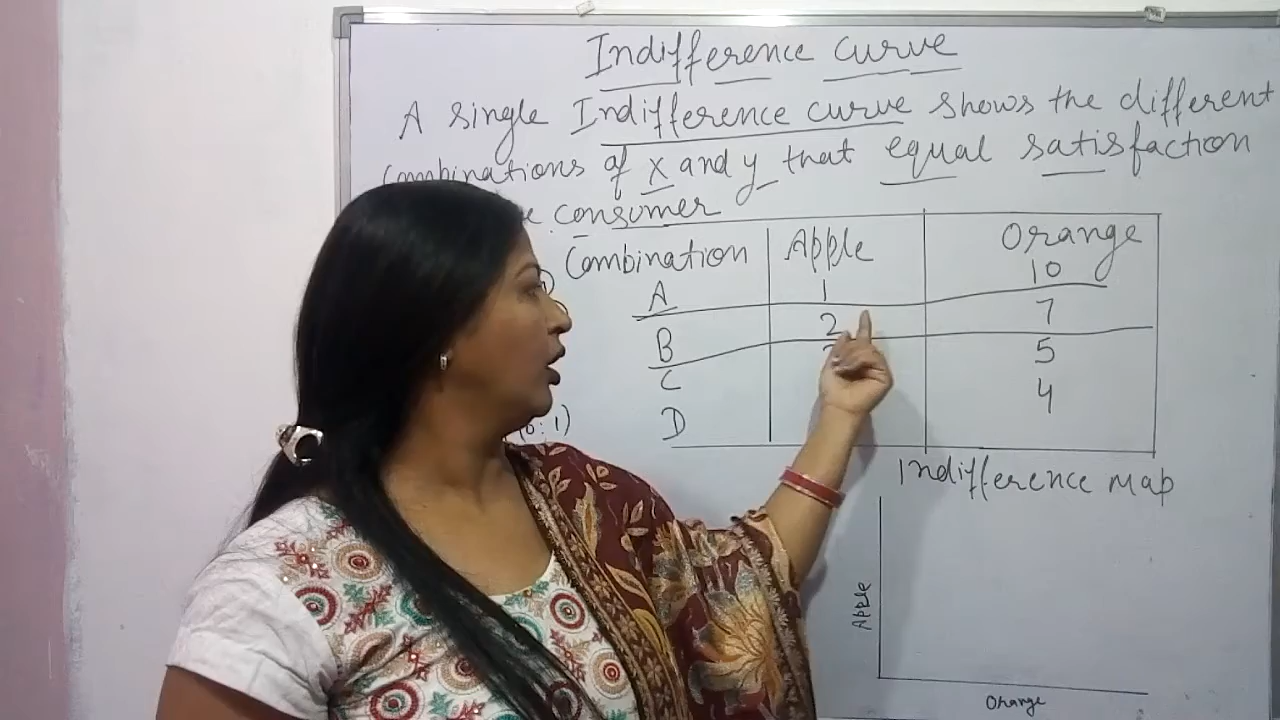 Indifference curve
A single Indifference curve shows the different
combinations of x and y that equal satisfaction
consumer
Combination Apple Orange
A 1 10
B 2 7
C 5
D 4
Indifference Map
Apple
Orange